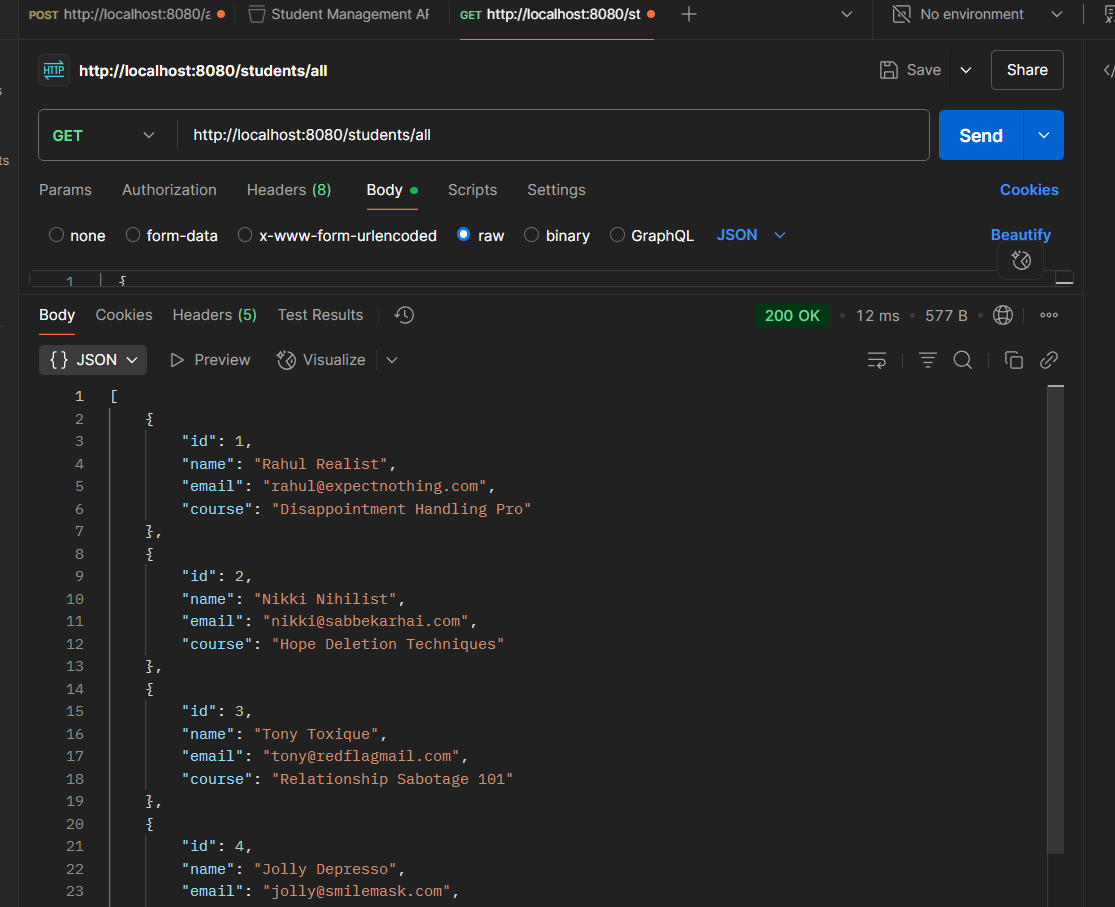 POST http://localhost:8080/a
Student Management AP
GET http://localhost:8080/st
No environment
HTTP http://localhost:8080/students/all
Save
Share
GET
http://localhost:8080/students/all
Send
Params
Authorization
Headers (8)
Body
Scripts
Settings
Cookies
none
form-data
x-www-form-urlencoded
raw
binary
GraphQL
JSON
Beautify
1 {
Body
Cookies
Headers (5)
Test Results
200 OK
12 ms
577 B
{} JSON
Preview
Visualize
1 [
2 {
3 "id": 1,
4 "name": "Rahul Realist",
5 "email": "rahul@expectnothing.com",
6 "course": "Disappointment Handling Pro"
7 },
8 {
9 "id": 2,
10 "name": "Nikki Nihilist",
11 "email": "nikki@sabbekarhai.com",
12 "course": "Hope Deletion Techniques"
13 },
14 {
15 "id": 3,
16 "name": "Tony Toxique",
17 "email": "tony@redflagmail.com",
18 "course": "Relationship Sabotage 101"
19 },
20 {
21 "id": 4,
22 "name": "Jolly Depresso",
23 "email": "jolly@smilemask.com",